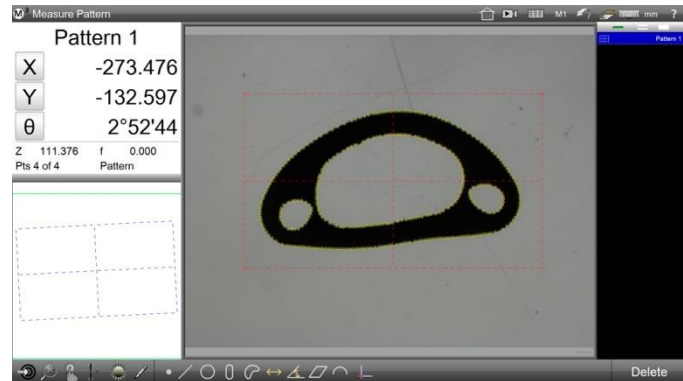 M³ Measure Pattern
M1
mm
?
Pattern 1
X -273.476
Y -132.597
θ 2°52'44
Z 111.376 f 0.000
Pts 4 of 4 Pattern
Pattern 1
Delete